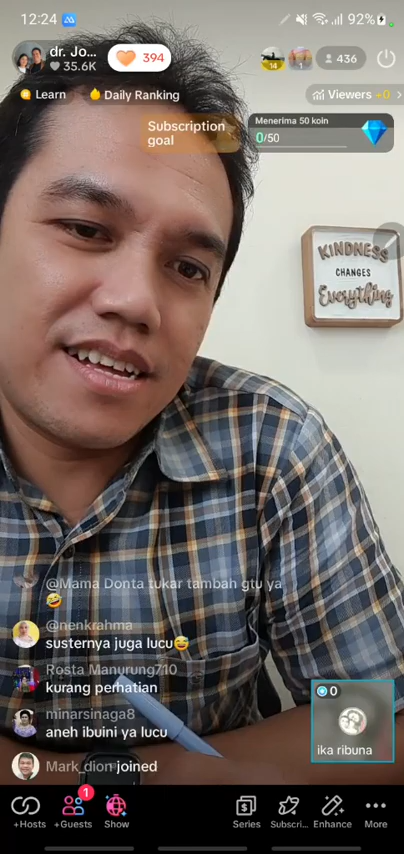 12:24
92%
dr. Jo...
35.6K
394
14
1
436
Learn
Daily Ranking
Viewers +0 >
Subscription
goal
Menerima 50 koin
0/50
KINDNESS
CHANGES
Everything
@Mama Donta tukar tambah gtu ya
🤣
@nenkrahma
susternya juga lucu🤣
Rosta Manurung710
kurang perhatian
minarsinaga8
aneh ibuini ya lucu
Mark_dion joined
0
ika ribuna
1
+Hosts
+Guests
Show
Series
Subscri...
Enhance
More